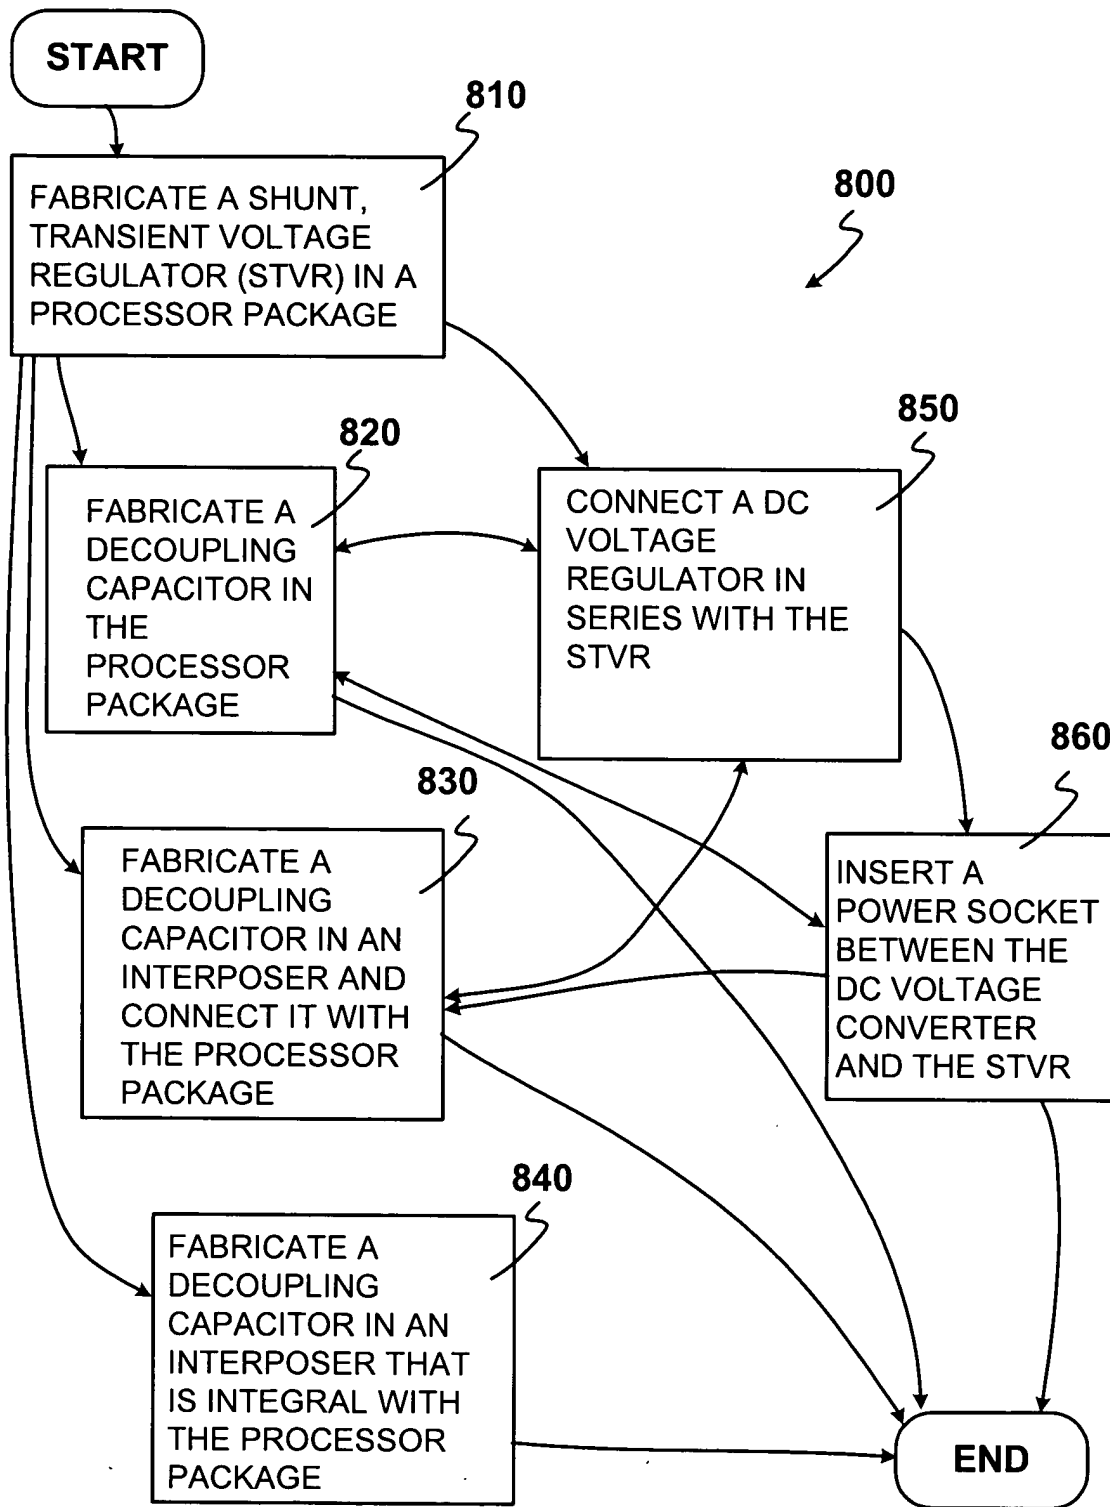 START
810
FABRICATE A SHUNT,
TRANSIENT VOLTAGE
REGULATOR (STVR) IN A
PROCESSOR PACKAGE
800
820
FABRICATE A
DECOUPLING
CAPACITOR IN
THE
PROCESSOR
PACKAGE
850
CONNECT A DC
VOLTAGE
REGULATOR IN
SERIES WITH THE
STVR
830
FABRICATE A
DECOUPLING
CAPACITOR IN AN
INTERPOSER AND
CONNECT IT WITH
THE PROCESSOR
PACKAGE
860
INSERT A
POWER SOCKET
BETWEEN THE
DC VOLTAGE
CONVERTER
AND THE STVR
840
FABRICATE A
DECOUPLING
CAPACITOR IN AN
INTERPOSER THAT
IS INTEGRAL WITH
THE PROCESSOR
PACKAGE
END